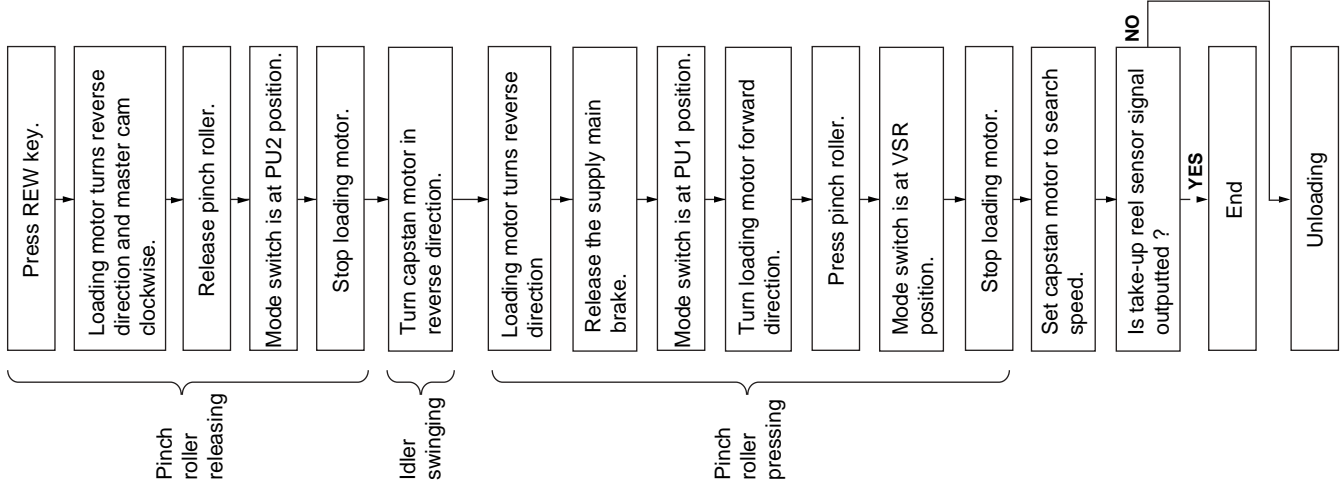 Press REW key.
Loading motor turns reverse
direction and master cam
clockwise.
Release pinch roller.
Mode switch is at PU2 position.
Stop loading motor.
Pinch
roller
releasing
Turn capstan motor in
reverse direction.
Idler
swinging
Loading motor turns reverse
direction
Release the supply main
brake.
Mode switch is at PU1 position.
Turn loading motor forward
direction.
Press pinch roller.
Mode switch is at VSR
position.
Stop loading motor.
Pinch
roller
pressing
Set capstan motor to search
speed.
Is take-up reel sensor signal
outputted ?
NO
YES
End
Unloading